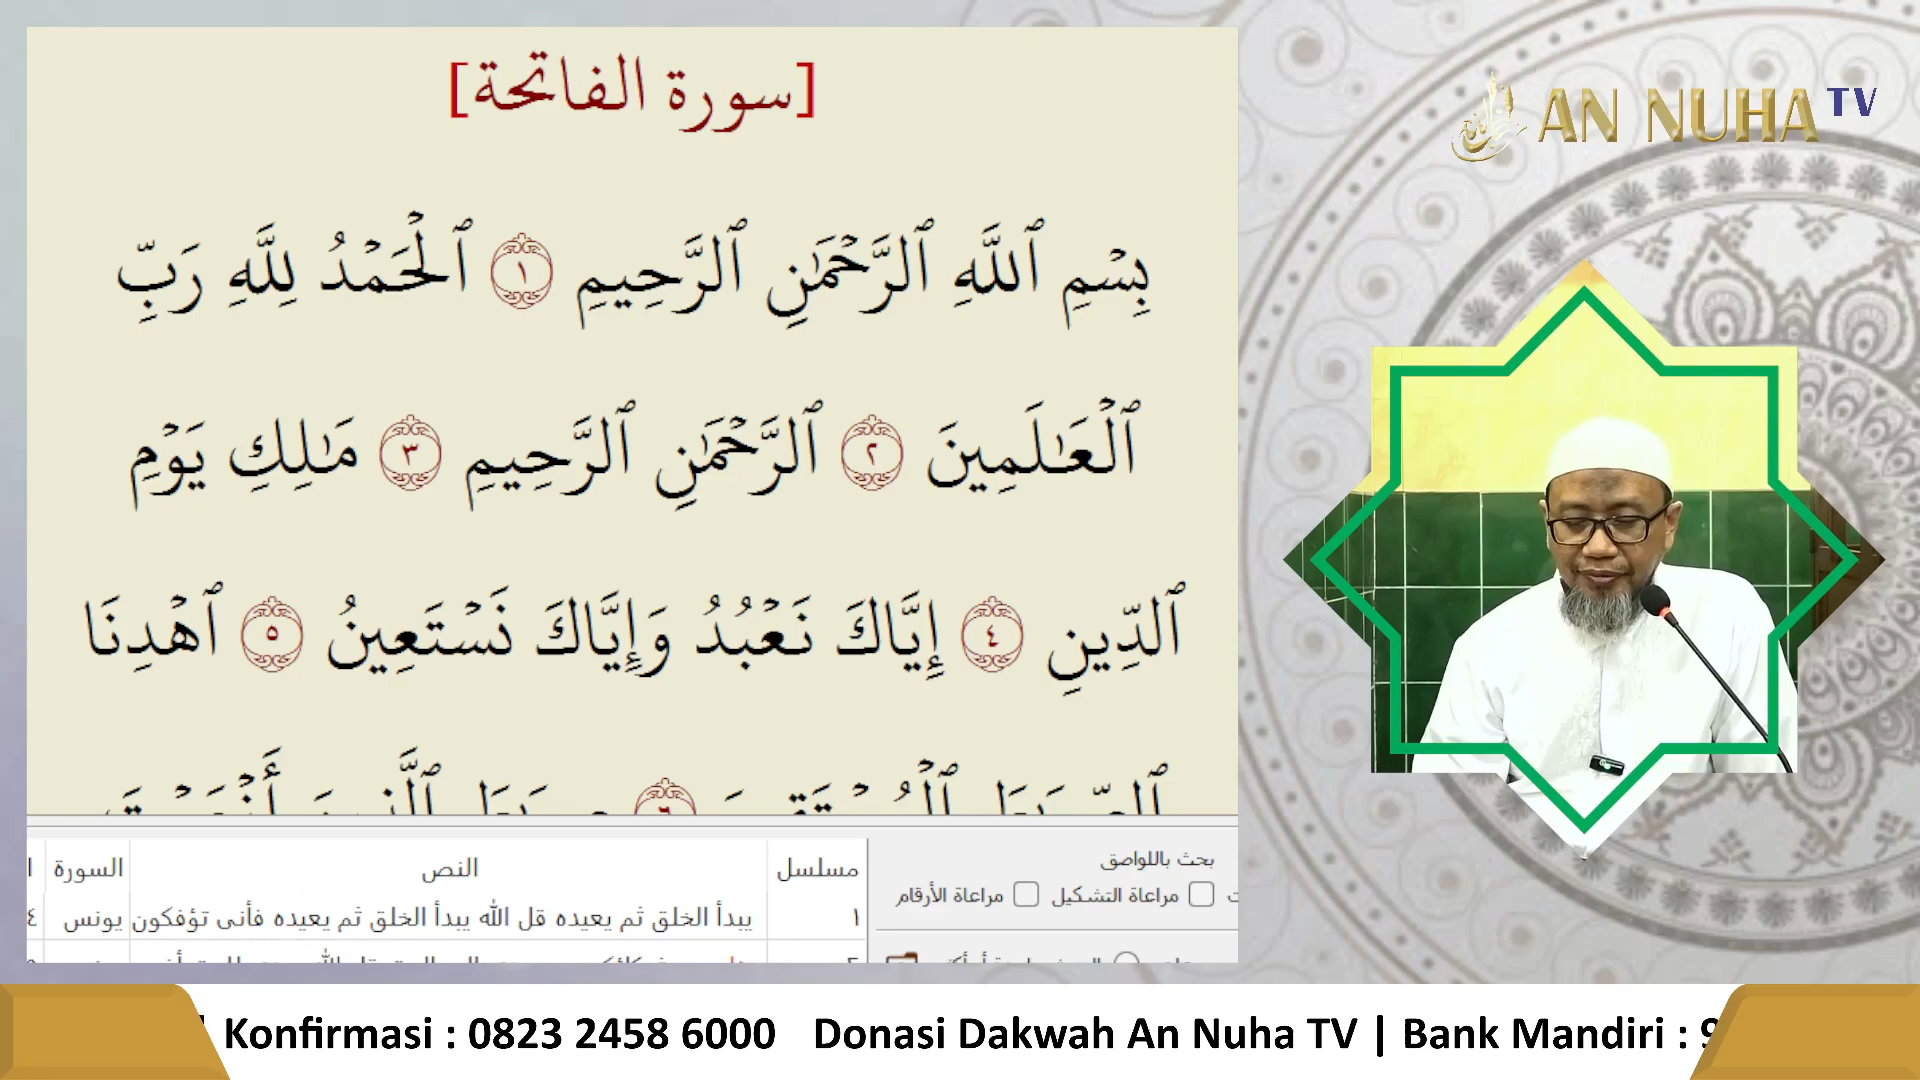 [سورة الفاتحة]
بِسْمِ ٱللَّهِ ٱلرَّحْمَٰنِ ٱلرَّحِيمِ ١ ٱلْحَمْدُ لِلَّهِ رَبِّ
ٱلْعَٰلَمِينَ ٢ ٱلرَّحْمَٰنِ ٱلرَّحِيمِ ٣ مَٰلِكِ يَوْمِ
ٱلدِّينِ ٤ إِيَّاكَ نَعْبُدُ وَإِيَّاكَ نَسْتَعِينُ ٥ ٱهْدِنَا
٦
AN NUHA TV
بحث باللواصق
مراعاة التشكيل مراعاة الأرقام
مسلسل النص السورة
١ يبدأ الخلق ثم يعيده قل الله يبدأ الخلق ثم يعيده فأنى تؤفكون يونس
Konfirmasi : 0823 2458 6000 Donasi Dakwah An Nuha TV | Bank Mandiri :